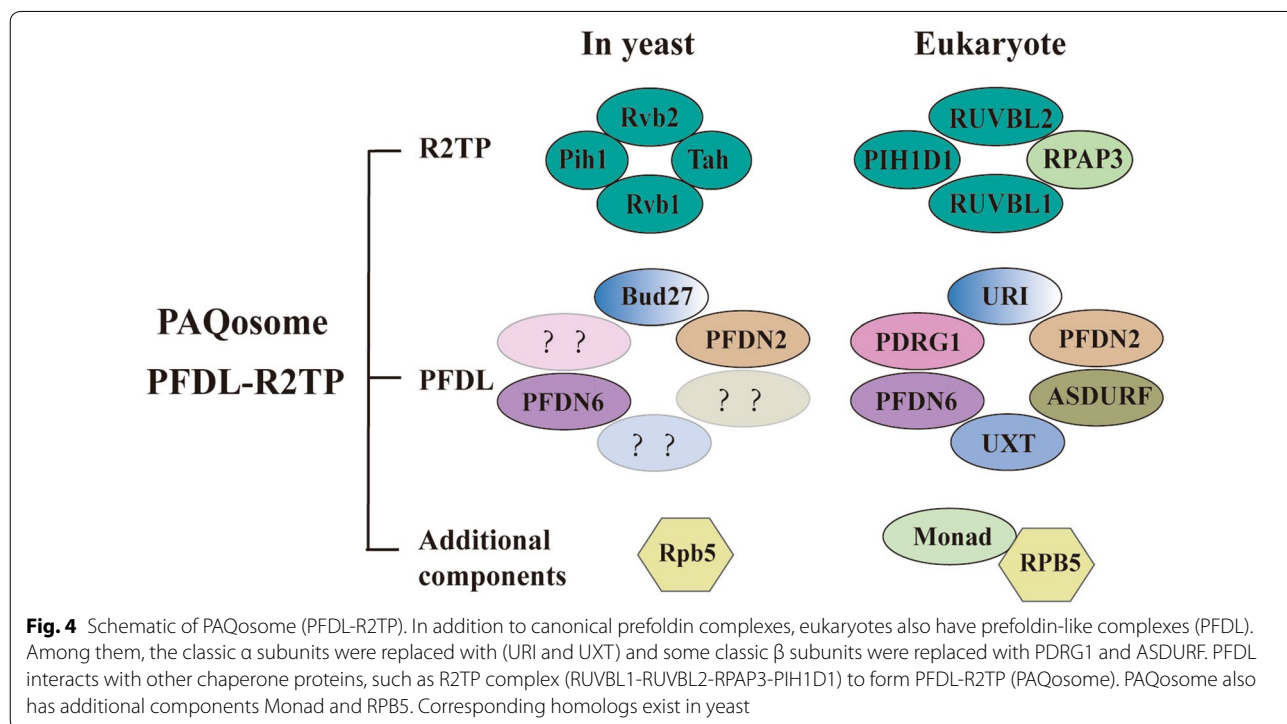 In yeast
Eukaryote
R2TP
Rvb2
Pih1
Tah
Rvb1
RUVBL2
PIH1D1
RPAP3
RUVBL1
PAQosome
PFDL-R2TP
PFDL
Bud27
? ?
PFDN2
PFDN6
? ?
? ?
URI
PDRG1
PFDN2
PFDN6
ASDURF
UXT
Additional
components
Rpb5
Monad
RPB5
Fig. 4 Schematic of PAQosome (PFDL-R2TP). In addition to canonical prefoldin complexes, eukaryotes also have prefoldin-like complexes (PFDL).
Among them, the classic α subunits were replaced with (URI and UXT) and some classic β subunits were replaced with PDRG1 and ASDURF. PFDL
interacts with other chaperone proteins, such as R2TP complex (RUVBL1-RUVBL2-RPAP3-PIH1D1) to form PFDL-R2TP (PAQosome). PAQosome also
has additional components Monad and RPB5. Corresponding homologs exist in yeast